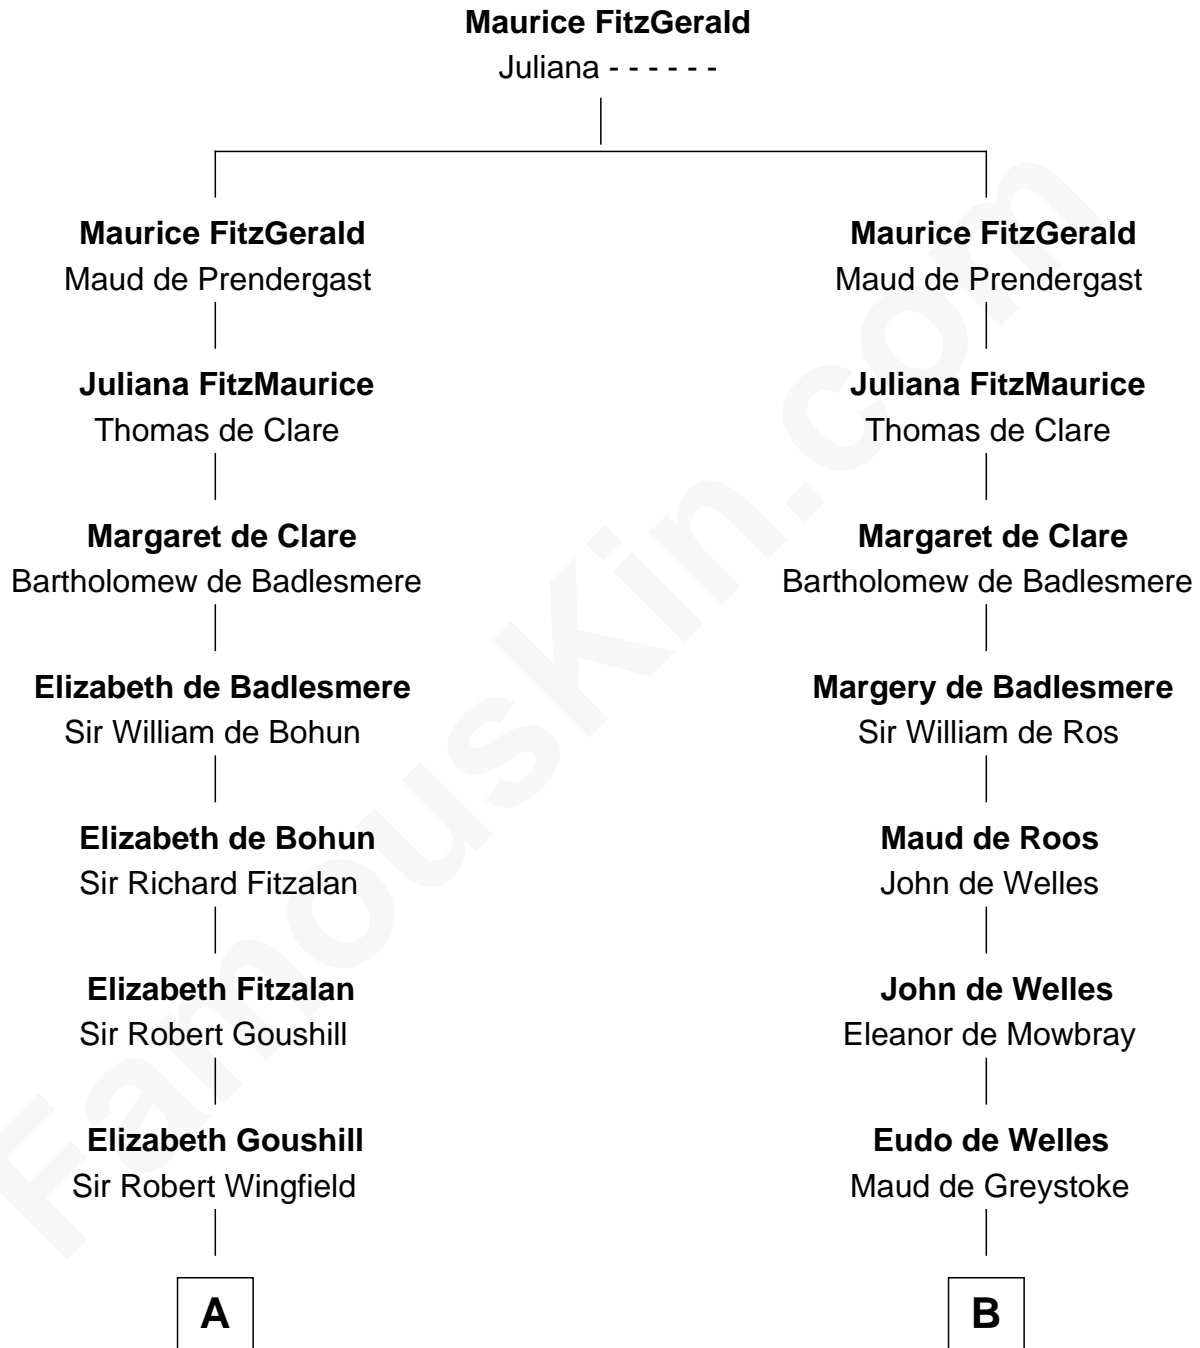 Maurice FitzGerald
Juliana - - - - - -
Maurice FitzGerald
Maud de Prendergast
Juliana FitzMaurice
Thomas de Clare
Margaret de Clare
Bartholomew de Badlesmere
Elizabeth de Badlesmere
Sir William de Bohun
Elizabeth de Bohun
Sir Richard Fitzalan
Elizabeth Fitzalan
Sir Robert Goushill
Elizabeth Goushill
Sir Robert Wingfield
A
Maurice FitzGerald
Maud de Prendergast
Juliana FitzMaurice
Thomas de Clare
Margaret de Clare
Bartholomew de Badlesmere
Margery de Badlesmere
Sir William de Ros
Maud de Roos
John de Welles
John de Welles
Eleanor de Mowbray
Eudo de Welles
Maud de Greystoke
B
FamousKin.com